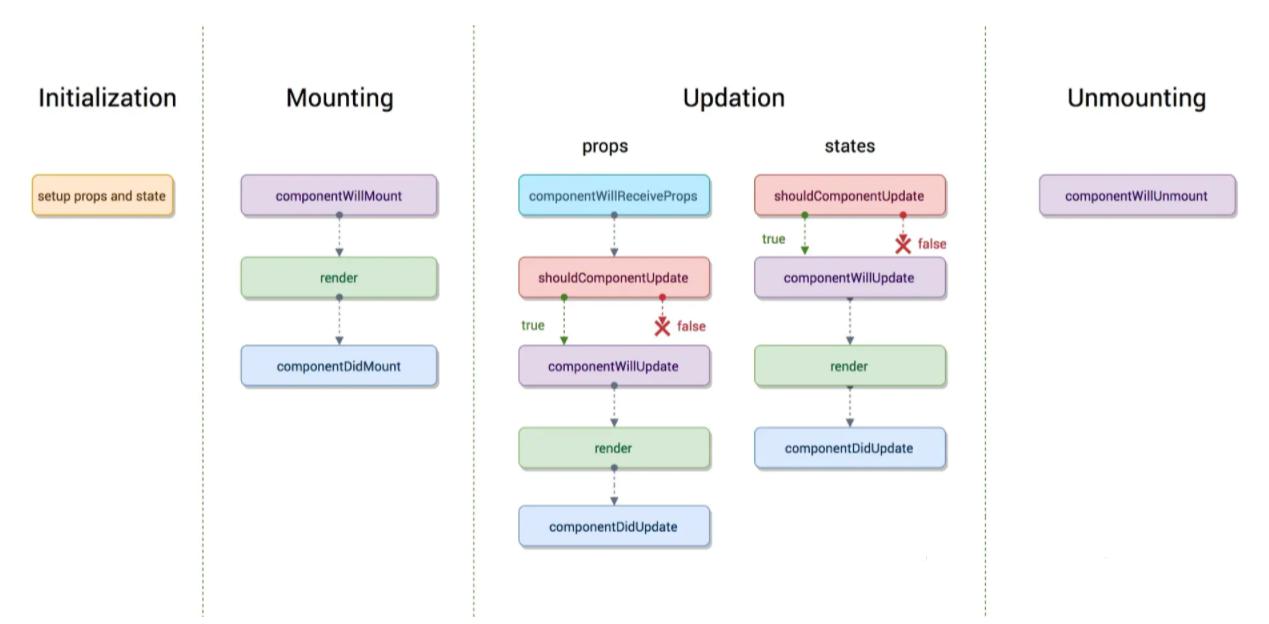 Initialization
setup props and state
Mounting
componentWillMount
render
componentDidMount
Updation
props
componentWillReceiveProps
shouldComponentUpdate
true
false
componentWillUpdate
render
componentDidUpdate
states
shouldComponentUpdate
true
false
componentWillUpdate
render
componentDidUpdate
Unmounting
componentWillUnmount